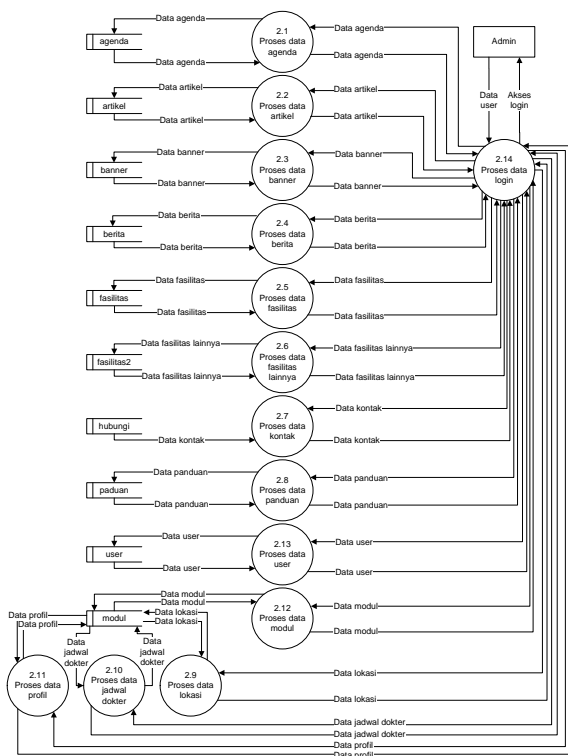 Data agenda
agenda
Data agenda
2.1
Proses data
agenda
Data agenda
Data agenda
Admin
Data
user
Akses
login
Data artikel
artikel
Data artikel
2.2
Proses data
artikel
Data artikel
Data artikel
Data banner
banner
Data banner
2.3
Proses data
banner
Data banner
Data banner
2.14
Proses data
login
Data berita
berita
Data berita
2.4
Proses data
berita
Data berita
Data berita
Data fasilitas
fasilitas
Data fasilitas
2.5
Proses data
fasilitas
Data fasilitas
Data fasilitas
Data fasilitas lainnya
fasilitas2
Data fasilitas lainnya
2.6
Proses data
fasilitas
lainnya
Data fasilitas lainnya
Data fasilitas lainnya
hubungi
Data kontak
2.7
Proses data
kontak
Data kontak
Data kontak
Data panduan
paduan
Data panduan
2.8
Proses data
panduan
Data panduan
Data panduan
Data user
user
Data user
2.13
Proses data
user
Data user
Data user
Data modul
Data modul
modul
2.12
Proses data
modul
Data modul
Data modul
Data profil
Data profil
Data lokasi
Data lokasi
Data
jadwal
dokter
Data
jadwal
dokter
2.11
Proses data
profil
2.10
Proses data
jadwal
dokter
2.9
Proses data
lokasi
Data lokasi
Data lokasi
Data jadwal dokter
Data jadwal dokter
Data profil
Data profil